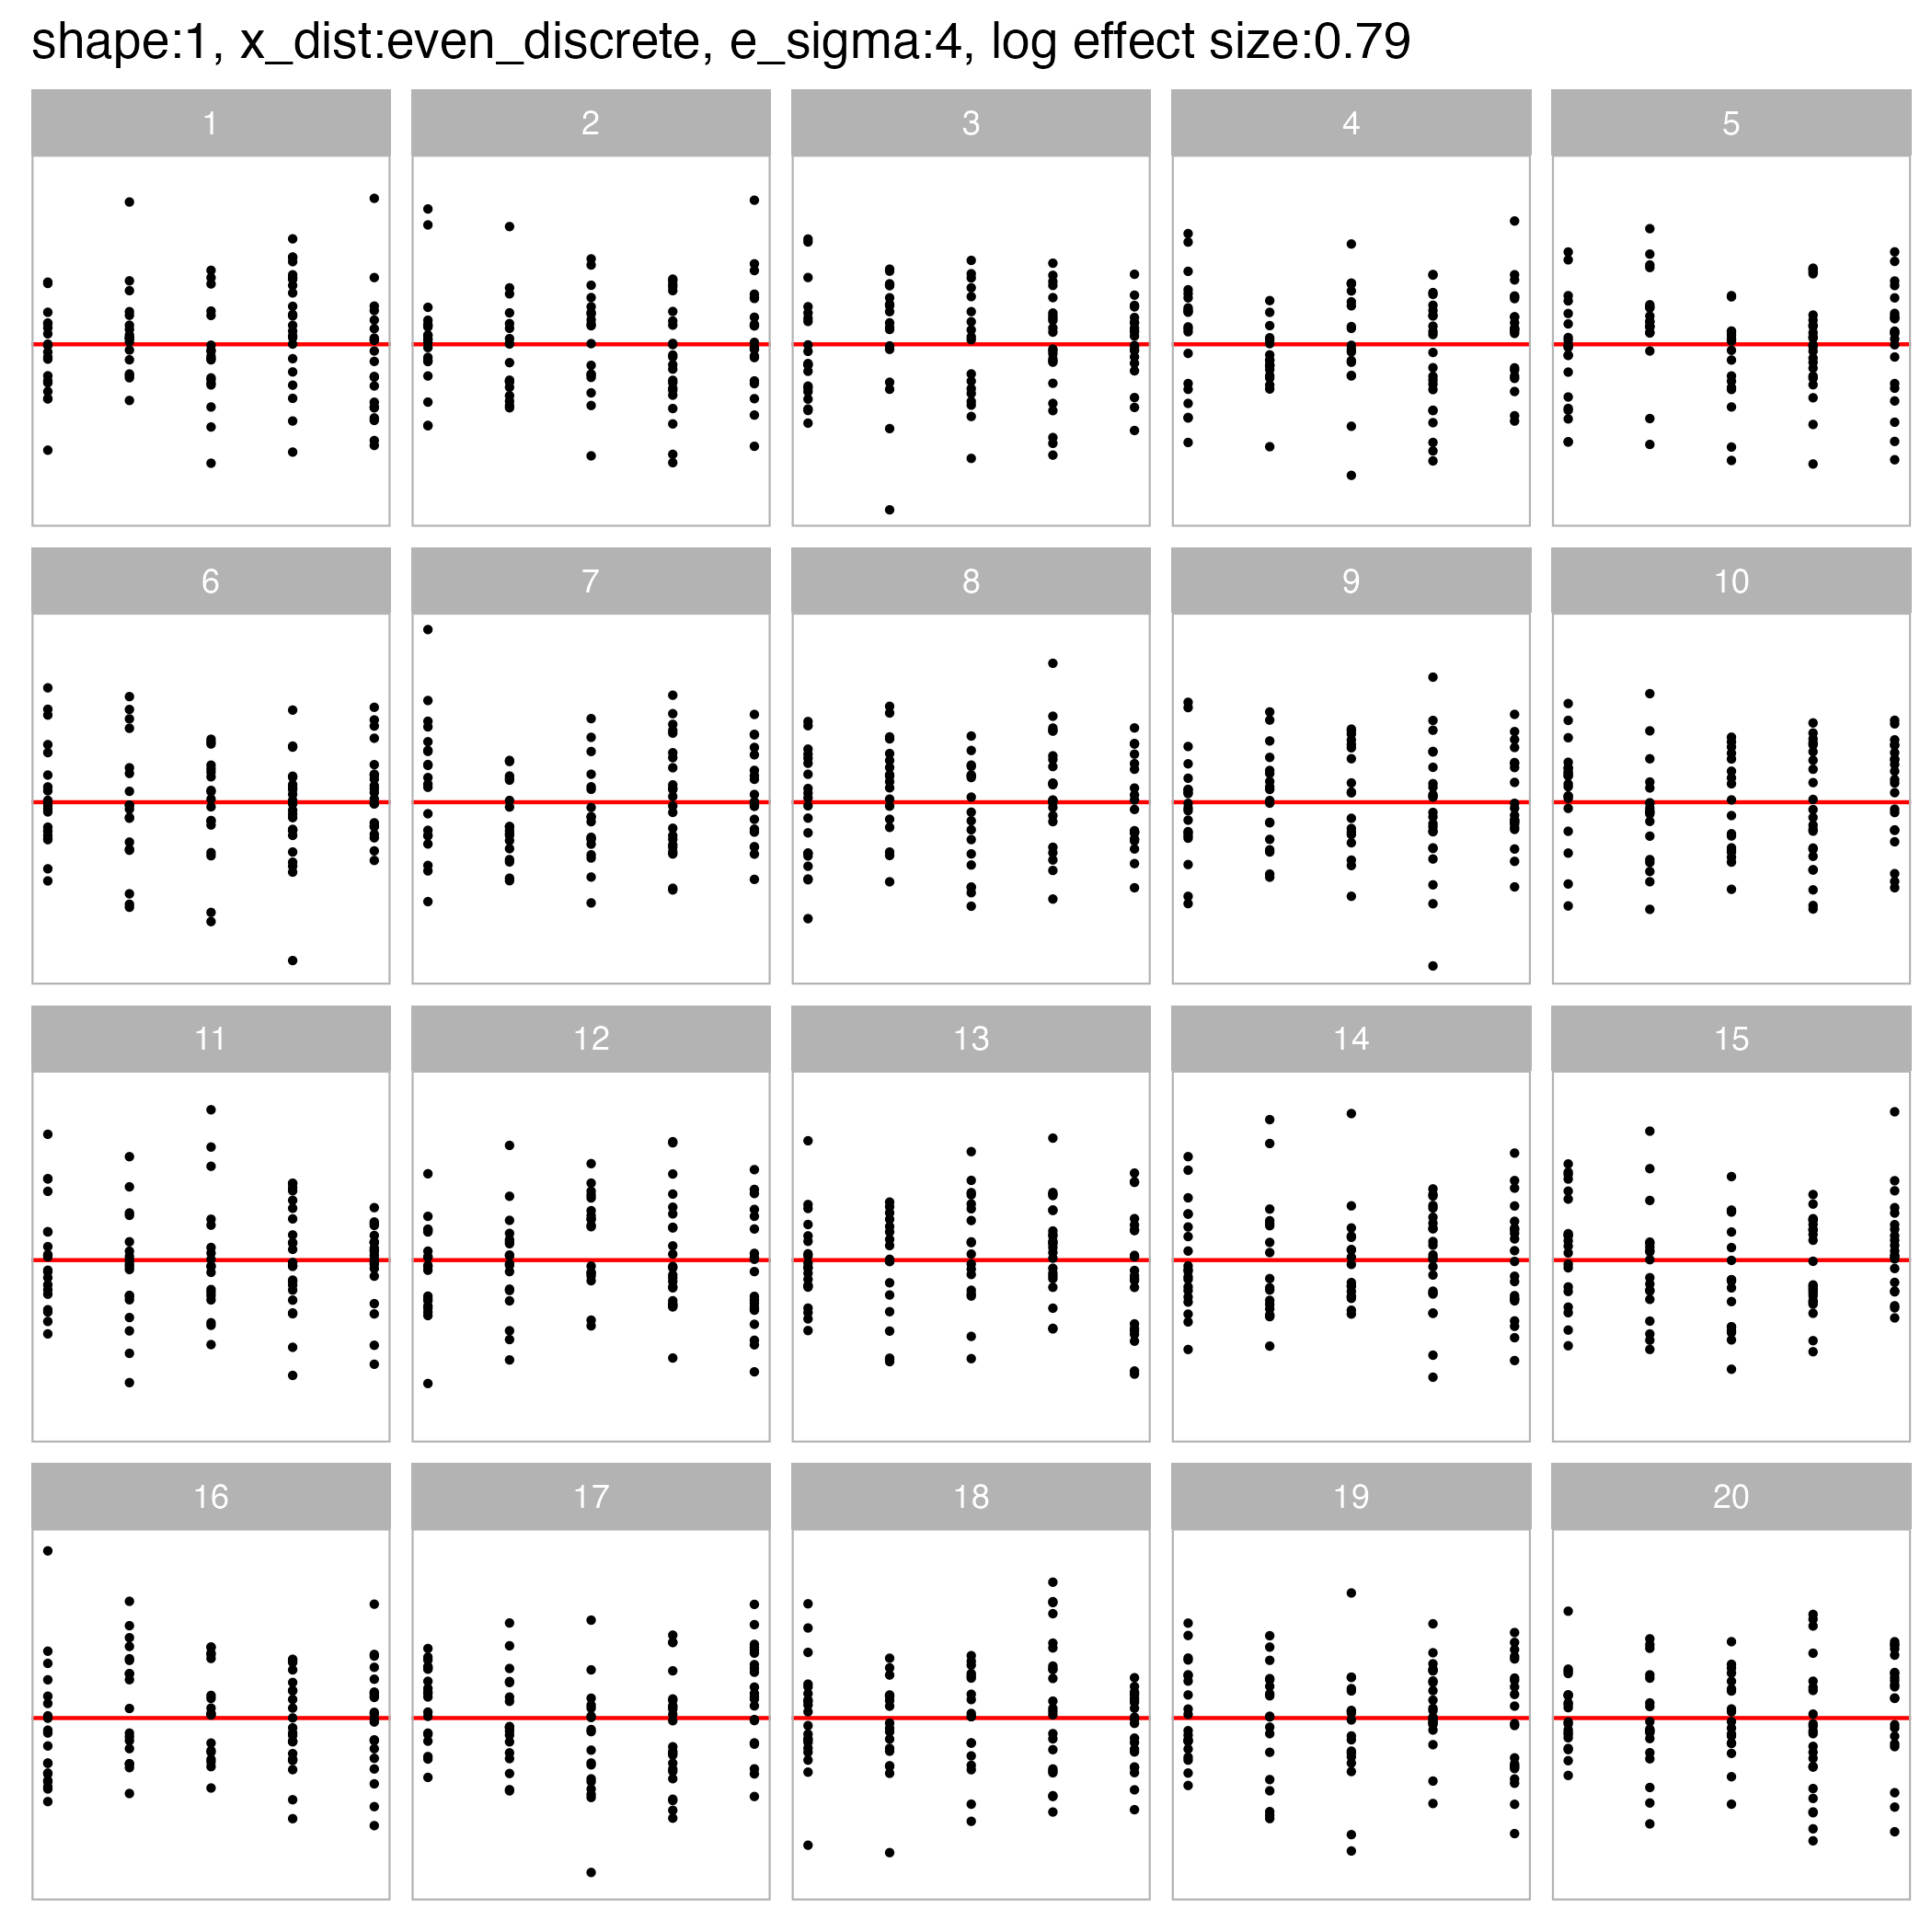 shape:1, x_dist:even_discrete, e_sigma:4, log effect size:0.79
1 2 3 4 5
6 7 8 9 10
11 12 13 14 15
16 17 18 19 20